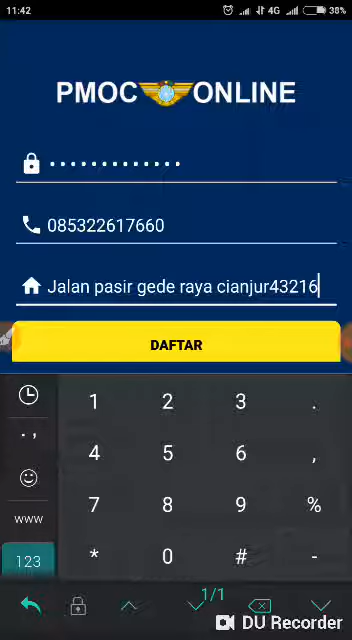 11:42 4G 38%
PMOC ONLINE
•••••••••••••
085322617660
Jalan pasir gede raya cianjur43216
DAFTAR
1 2 3 .
. , 4 5 6 ,
7 8 9 %
www
123 * 0 # -
1/1
DU Recorder